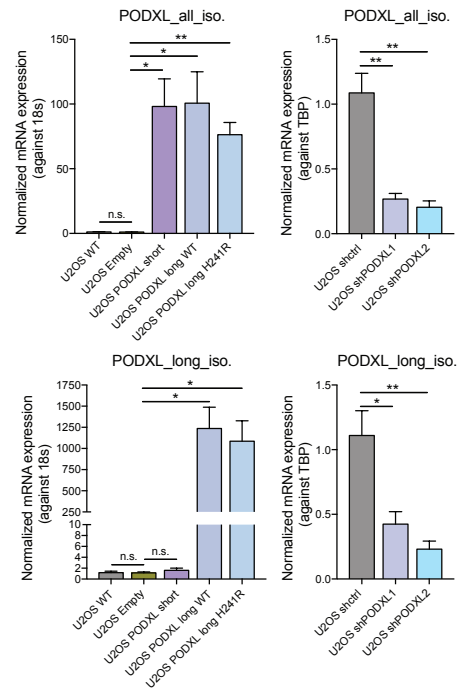 PODXL_all_iso.
Normalized mRNA expression
(against 18s)
150
100
50
0
n.s.
*
*
**
U2OS WT
U2OS Empty
U2OS PODXL short
U2OS PODXL long WT
U2OS PODXL long H241R
PODXL_all_iso.
Normalized mRNA expression
(against TBP)
1.5
1.0
0.5
0.0
**
**
U2OS shctrl
U2OS shPODXL1
U2OS shPODXL2
PODXL_long_iso.
Normalized mRNA expression
(against 18s)
1750
1500
1250
1000
750
500
250
10
8
6
4
2
0
n.s.
n.s.
*
*
U2OS WT
U2OS Empty
U2OS PODXL short
U2OS PODXL long WT
U2OS PODXL long H241R
PODXL_long_iso.
Normalized mRNA expression
(against TBP)
1.5
1.0
0.5
0.0
**
*
U2OS shctrl
U2OS shPODXL1
U2OS shPODXL2